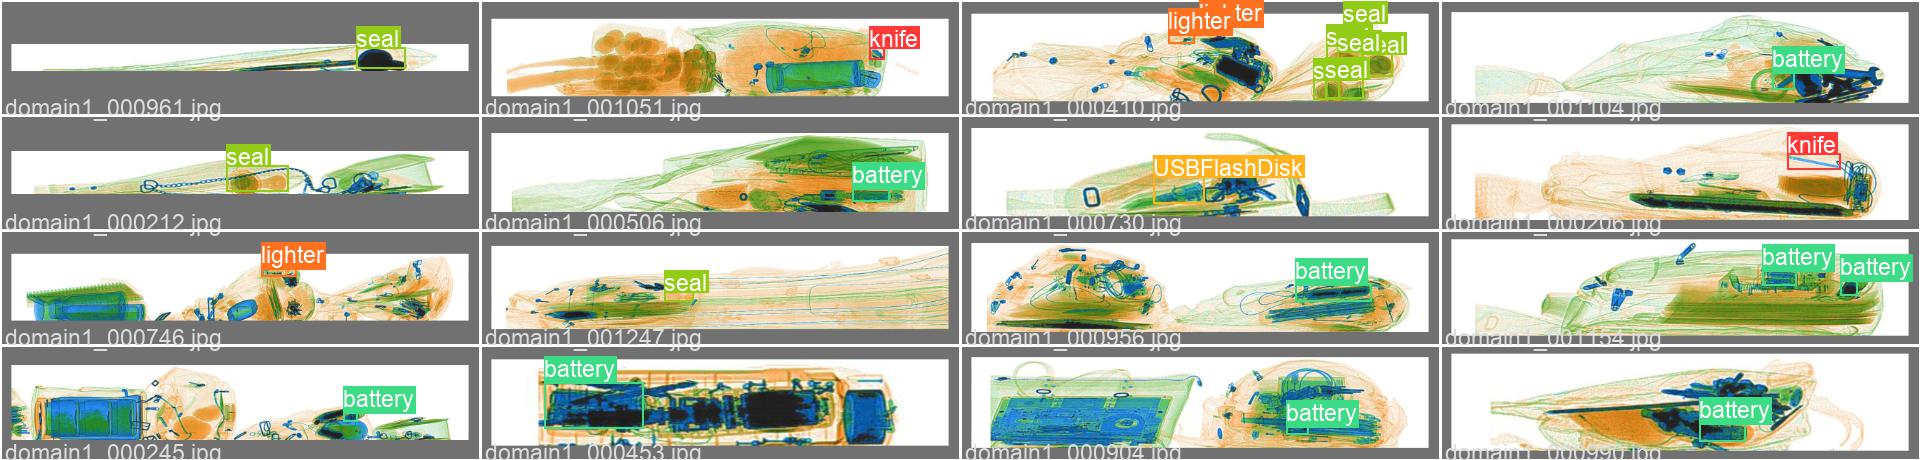 seal
domain1_000961.jpg
knife
domain1_001051.jpg
lighter
lighter
seal
seal
seal
seal
seal
domain1_000410.jpg
battery
domain1_001104.jpg
seal
domain1_000212.jpg
battery
domain1_000506.jpg
USBFlashDisk
domain1_000730.jpg
knife
domain1_000206.jpg
lighter
domain1_000746.jpg
seal
domain1_001247.jpg
battery
domain1_000956.jpg
battery
battery
domain1_001154.jpg
battery
domain1_000245.jpg
battery
domain1_000453.jpg
battery
domain1_000904.jpg
battery
domain1_000990.jpg